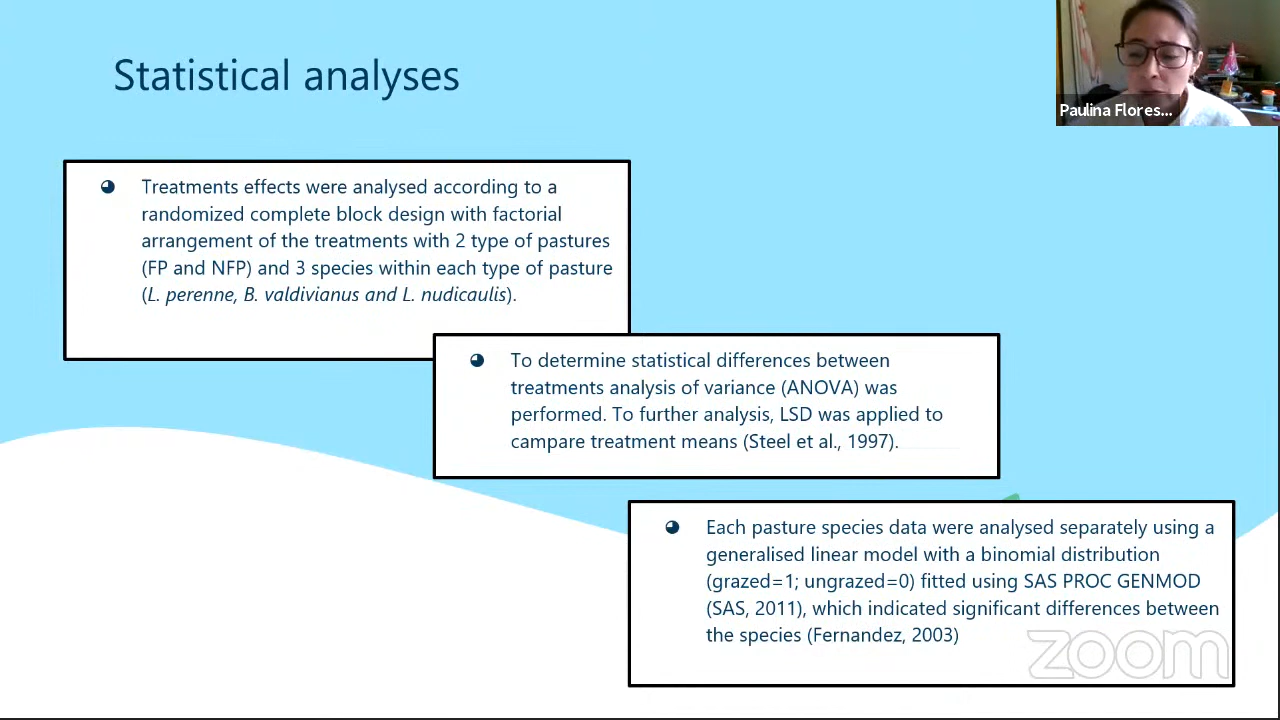 Statistical analyses
Paulina Flores...
Treatments effects were analysed according to a
randomized complete block design with factorial
arrangement of the treatments with 2 type of pastures
(FP and NFP) and 3 species within each type of pasture
(L. perenne, B. valdivianus and L. nudicaulis).
To determine statistical differences between
treatments analysis of variance (ANOVA) was
performed. To further analysis, LSD was applied to
campare treatment means (Steel et al., 1997).
Each pasture species data were analysed separately using a
generalised linear model with a binomial distribution
(grazed=1; ungrazed=0) fitted using SAS PROC GENMOD
(SAS, 2011), which indicated significant differences between
the species (Fernandez, 2003)
zoom